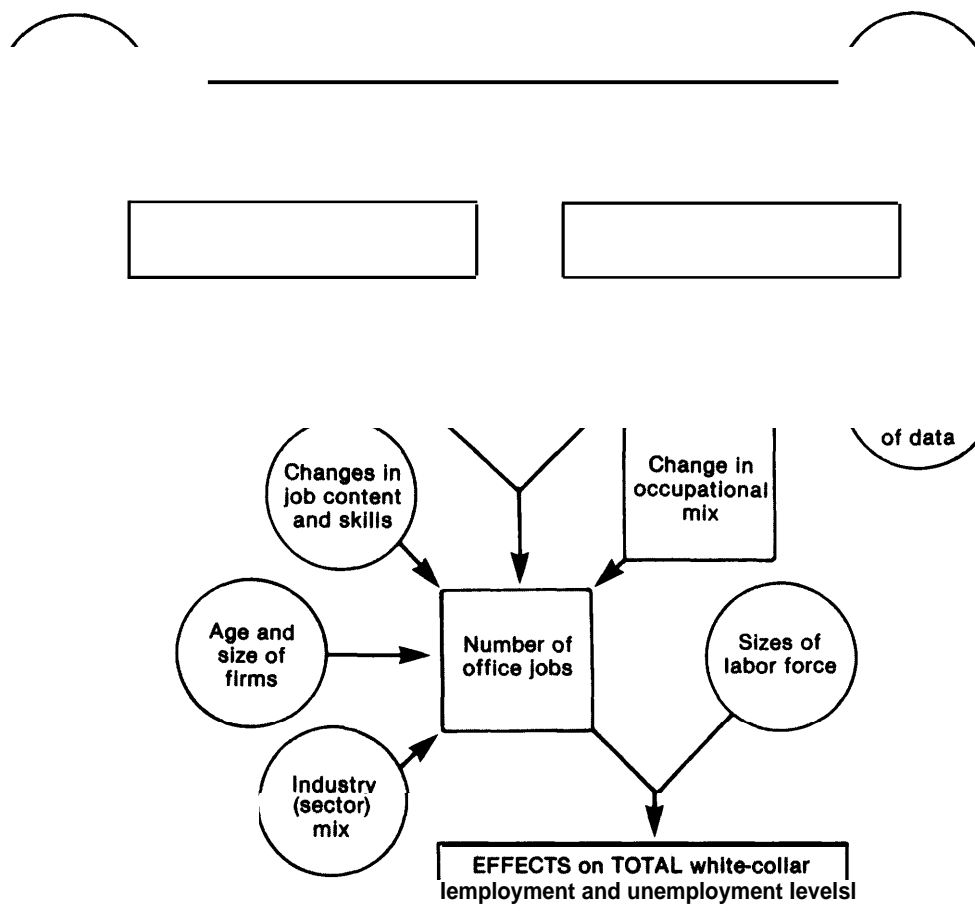 of data
Changes in
job content
and skills
Change in
occupational
mix
Age and
size of
firms
Number of
office jobs
Sizes of
labor force
Industry
(sector)
mix
EFFECTS on TOTAL white-collar
employment and unemployment levels